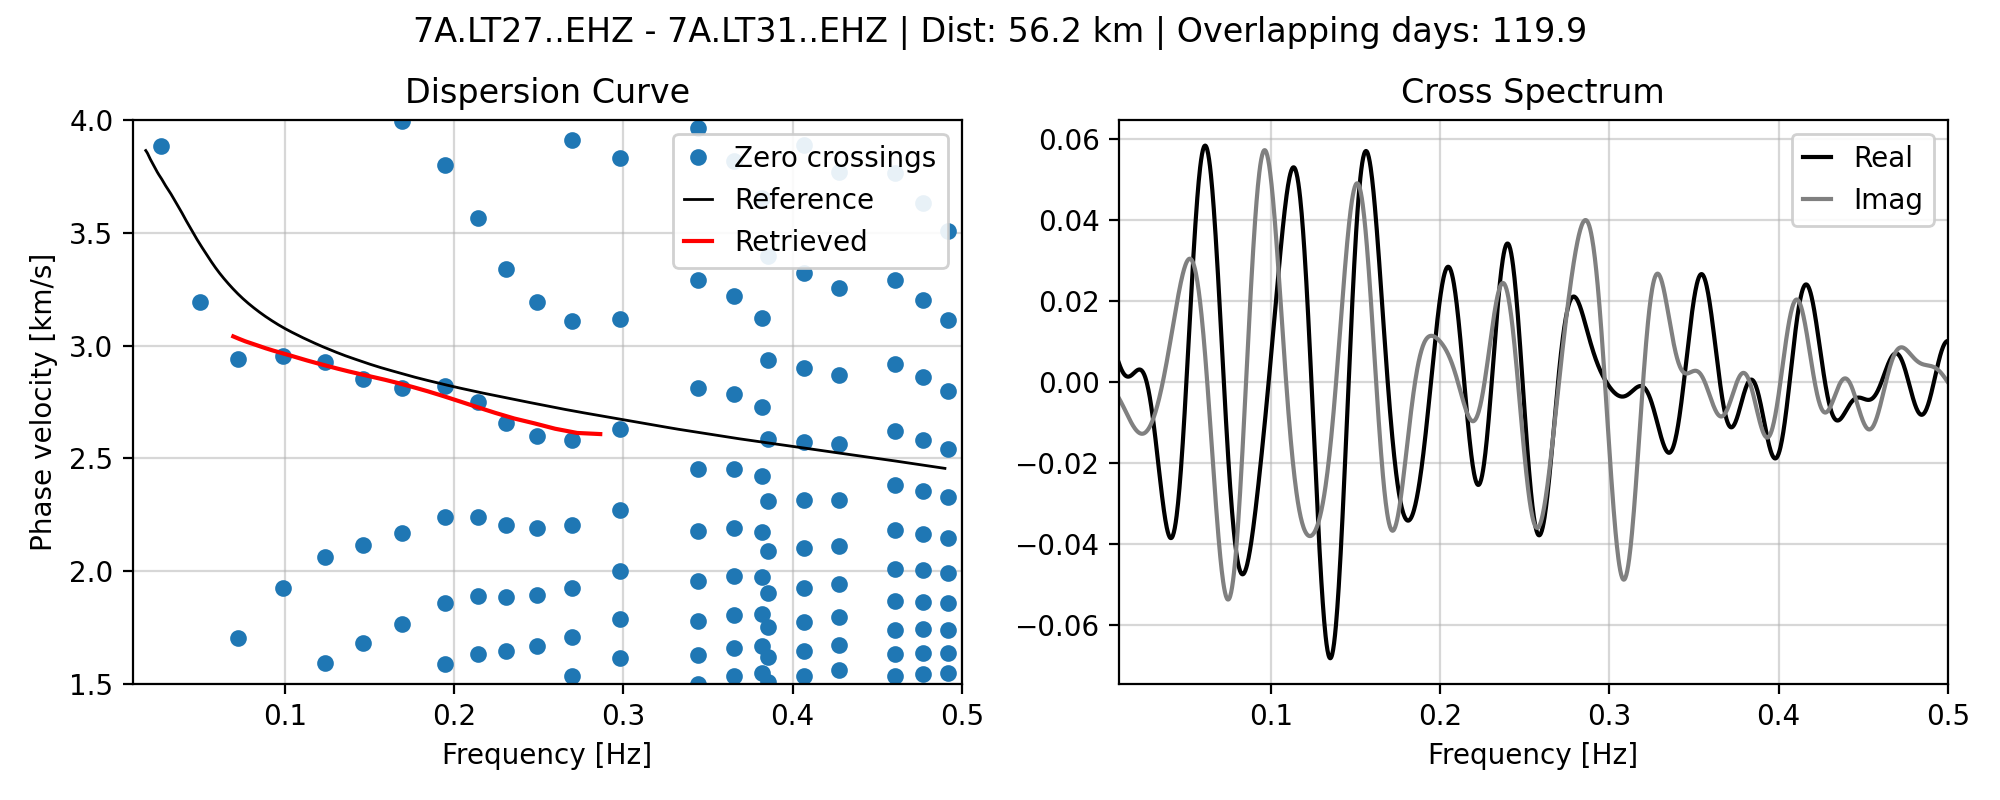 7A.LT27..EHZ - 7A.LT31..EHZ | Dist: 56.2 km | Overlapping days: 119.9
Dispersion Curve
4.0
3.5
3.0
2.5
2.0
1.5
Phase velocity [km/s]
0.1 0.2 0.3 0.4 0.5
Frequency [Hz]
Zero crossings
Reference
Retrieved
Cross Spectrum
0.06
0.04
0.02
0.00
−0.02
−0.04
−0.06
0.1 0.2 0.3 0.4 0.5
Frequency [Hz]
Real
Imag